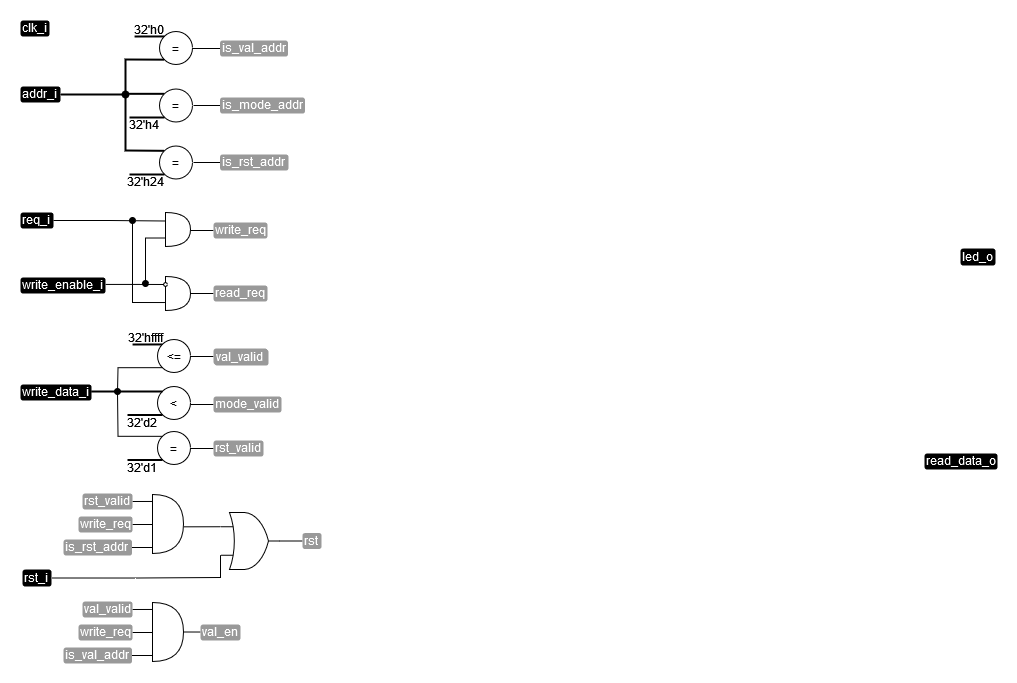 clk_i
32'h0
=
is_val_addr
addr_i
=
is_mode_addr
32'h4
=
is_rst_addr
32'h24
req_i
write_req
led_o
write_enable_i
read_req
32'hffff
<=
val_valid
write_data_i
<
mode_valid
32'd2
=
rst_valid
read_data_o
32'd1
rst_valid
write_req
rst
is_rst_addr
rst_i
val_valid
write_req
val_en
is_val_addr